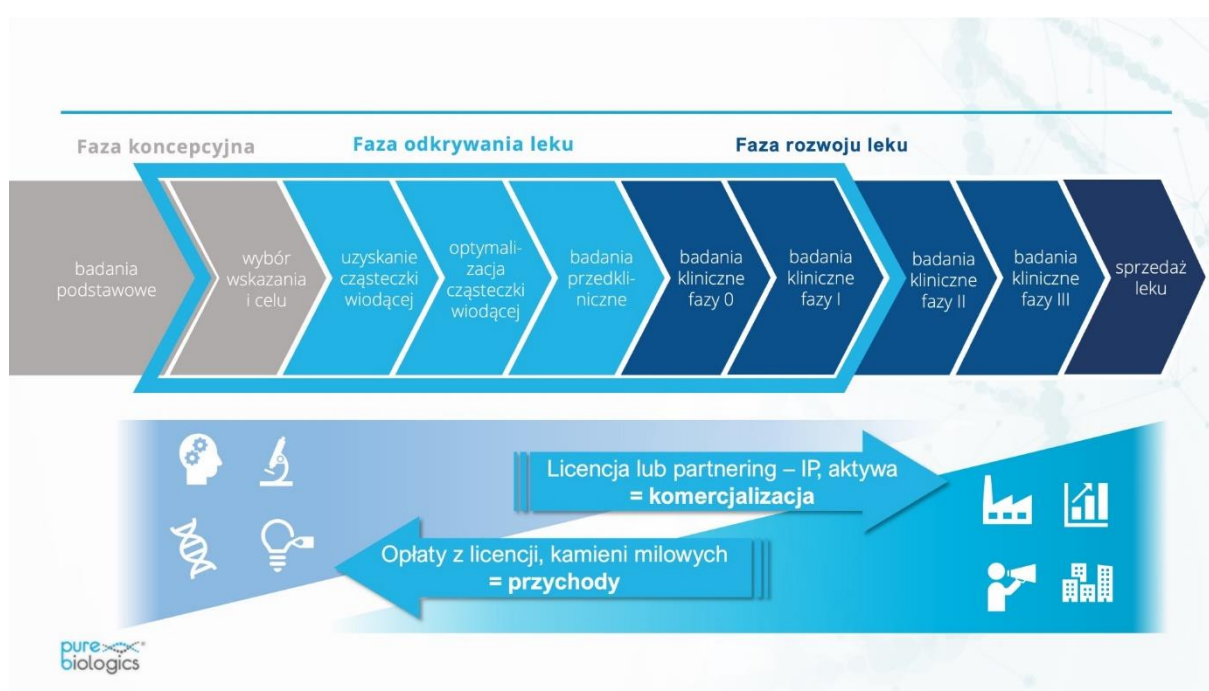 Faza koncepcyjna
Faza odkrywania leku
Faza rozwoju leku
badania
podstawowe
wybór
wskazania
i celu
uzyskanie
cząsteczki
wiodącej
optymali-
zacja
cząsteczki
wiodącej
badania
przedkli-
niczne
badania
kliniczne
fazy 0
badania
kliniczne
fazy I
badania
kliniczne
fazy II
badania
kliniczne
fazy III
sprzedaż
leku
Licencja lub partnering – IP, aktywa
= komercjalizacja
Opłaty z licencji, kamieni milowych
= przychody
pure
biologics